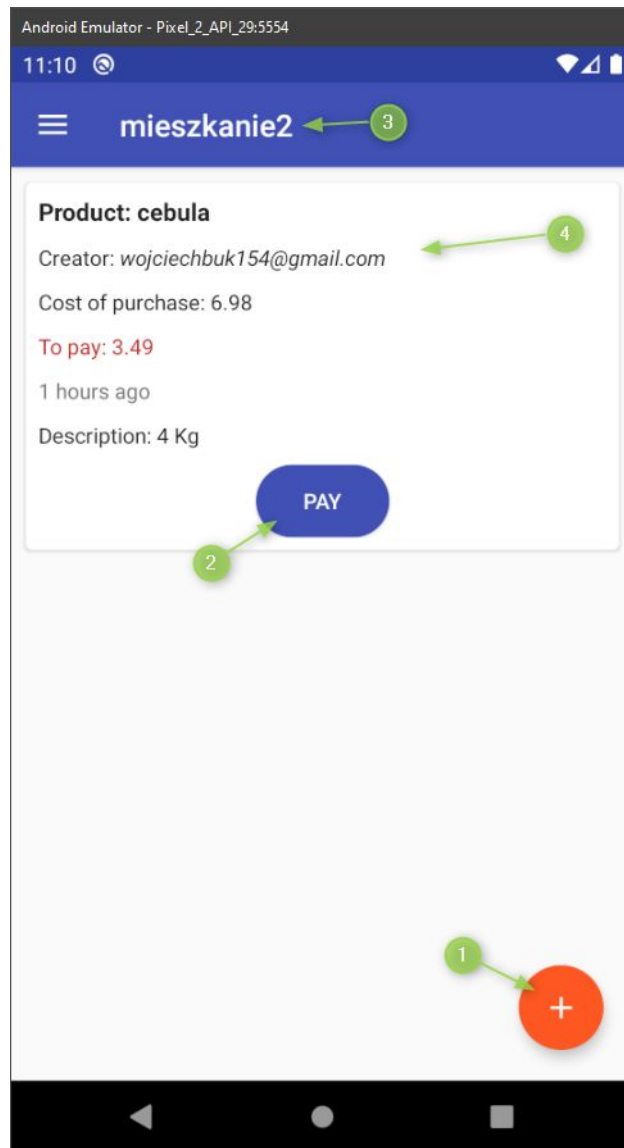 Android Emulator - Pixel_2_API_29:5554
11:10
mieszkanie2
3
Product: cebula
4
Creator: wojciechbuk154@gmail.com
Cost of purchase: 6.98
To pay: 3.49
1 hours ago
Description: 4 Kg
PAY
2
1
+